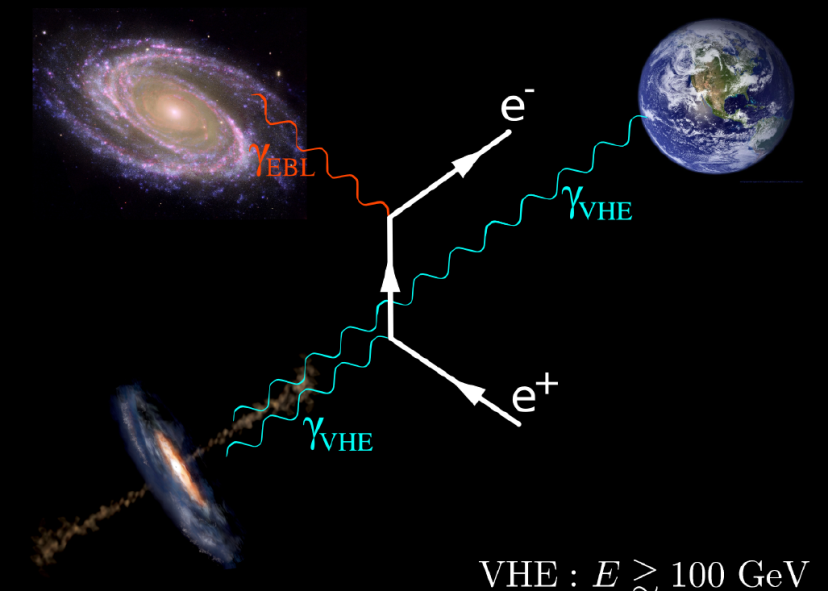 e⁻
γEBL
γVHE
e⁺
γVHE
VHE : E ≳ 100 GeV